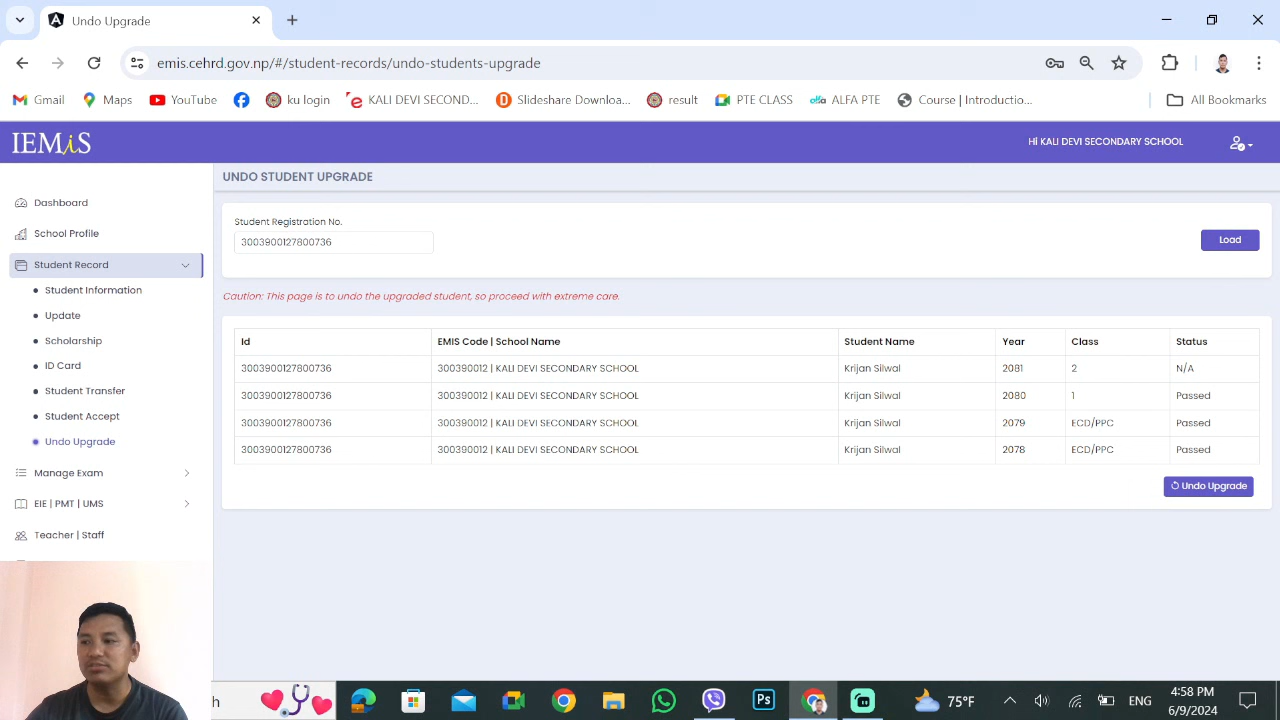 Undo Upgrade
emis.cehrd.gov.np/#/student-records/undo-students-upgrade
Gmail Maps YouTube ku login KALI DEVI SECOND... Slideshare Downloa... result PTE CLASS alfa ALFA PTE Course | Introductio... All Bookmarks
IEMiS Hi KALI DEVI SECONDARY SCHOOL
UNDO STUDENT UPGRADE
Dashboard
School Profile
Student Record
Student Information
Update
Scholarship
ID Card
Student Transfer
Student Accept
Undo Upgrade
Manage Exam
EIE | PMT | UMS
Teacher | Staff
Student Registration No.
3003900127800736
Load
Caution: This page is to undo the upgraded student, so proceed with extreme care.
Id EMIS Code | School Name Student Name Year Class Status
3003900127800736 300390012 | KALI DEVI SECONDARY SCHOOL Krijan Silwal 2081 2 N/A
3003900127800736 300390012 | KALI DEVI SECONDARY SCHOOL Krijan Silwal 2080 1 Passed
3003900127800736 300390012 | KALI DEVI SECONDARY SCHOOL Krijan Silwal 2079 ECD/PPC Passed
3003900127800736 300390012 | KALI DEVI SECONDARY SCHOOL Krijan Silwal 2078 ECD/PPC Passed
Undo Upgrade
h Ps 75°F ENG 4:58 PM
6/9/2024